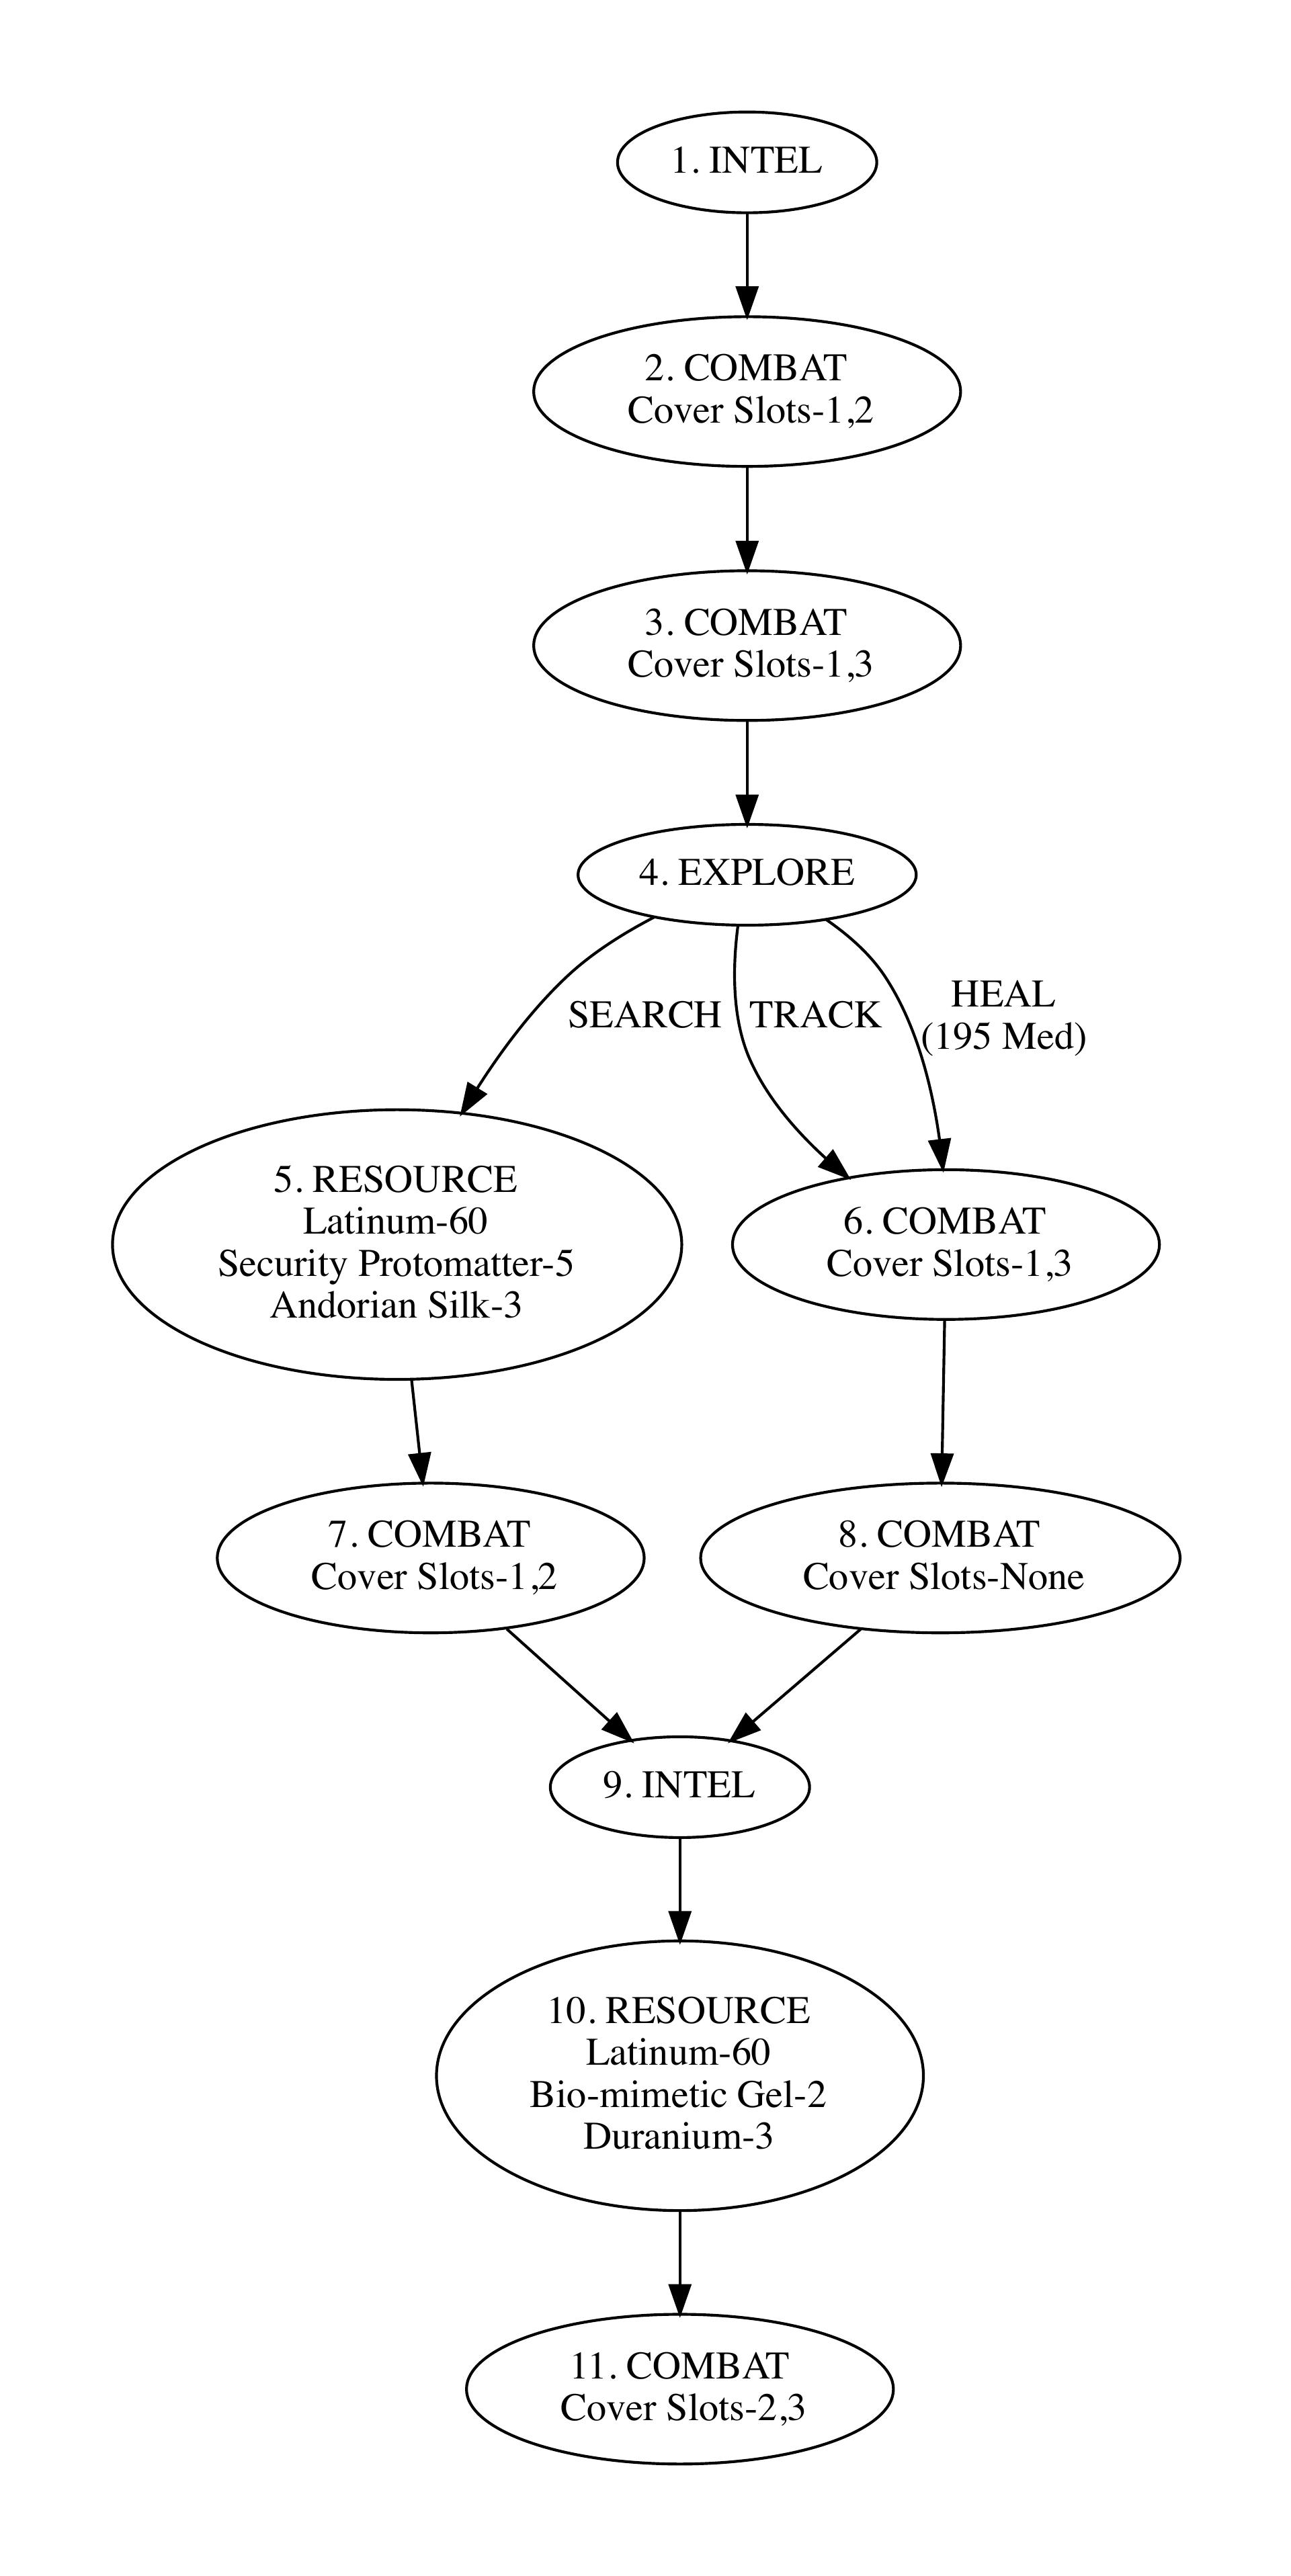 1. INTEL
2. COMBAT
Cover Slots-1,2
3. COMBAT
Cover Slots-1,3
4. EXPLORE
SEARCH
TRACK
HEAL
(195 Med)
5. RESOURCE
Latinum-60
Security Protomatter-5
Andorian Silk-3
6. COMBAT
Cover Slots-1,3
7. COMBAT
Cover Slots-1,2
8. COMBAT
Cover Slots-None
9. INTEL
10. RESOURCE
Latinum-60
Bio-mimetic Gel-2
Duranium-3
11. COMBAT
Cover Slots-2,3